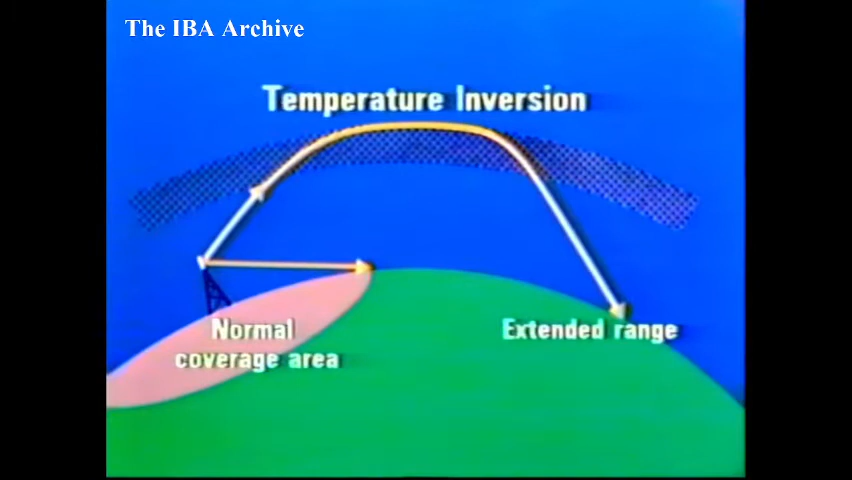 The IBA Archive
Temperature Inversion
Normal
coverage area
Extended range